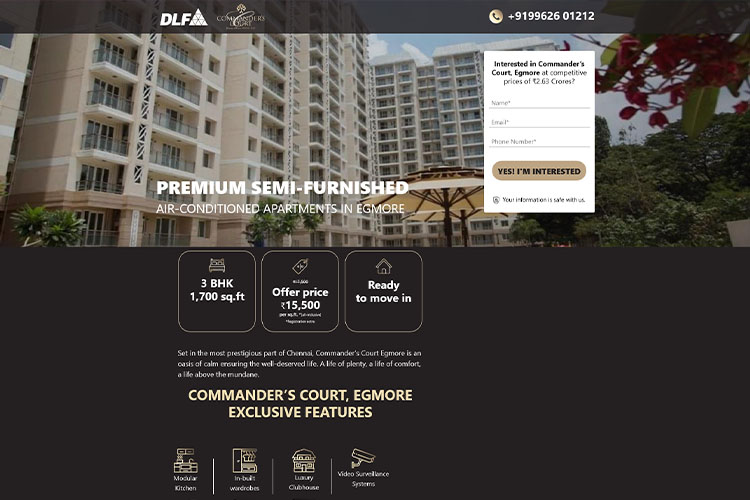 DLF
COMMANDER'S
COURT
+9199626 01212
Interested in Commander's
Court, Egmore at competitive
prices of ₹2.63 Crores?
Name*
Email*
Phone Number*
YES! I'M INTERESTED
Your information is safe with us.
PREMIUM SEMI-FURNISHED
AIR-CONDITIONED APARTMENTS IN EGMORE
3 BHK
1,700 sq.ft
Offer price
₹15,500
per sq.ft.
Ready
to move in
Set in the most prestigious part of Chennai, Commander's Court Egmore is an
oasis of calm ensuring the well-deserved life. A life of plenty, a life of comfort,
a life above the mundane.
COMMANDER'S COURT, EGMORE
EXCLUSIVE FEATURES
Modular
Kitchen
In-built
wardrobes
Luxury
Clubhouse
Video Surveillance
Systems